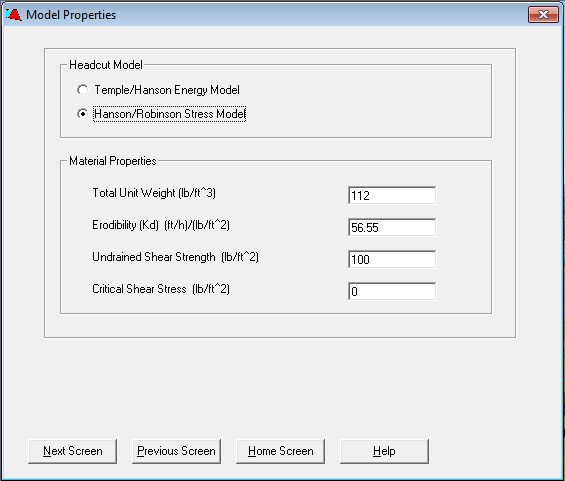 Model Properties
Headcut Model
Temple/Hanson Energy Model
Hanson/Robinson Stress Model
Material Properties
Total Unit Weight (lb/ft^3) 112
Erodibility (Kd) (ft/h)/(lb/ft^2) 56.55
Undrained Shear Strength (lb/ft^2) 100
Critical Shear Stress (lb/ft^2) 0
Next Screen Previous Screen Home Screen Help